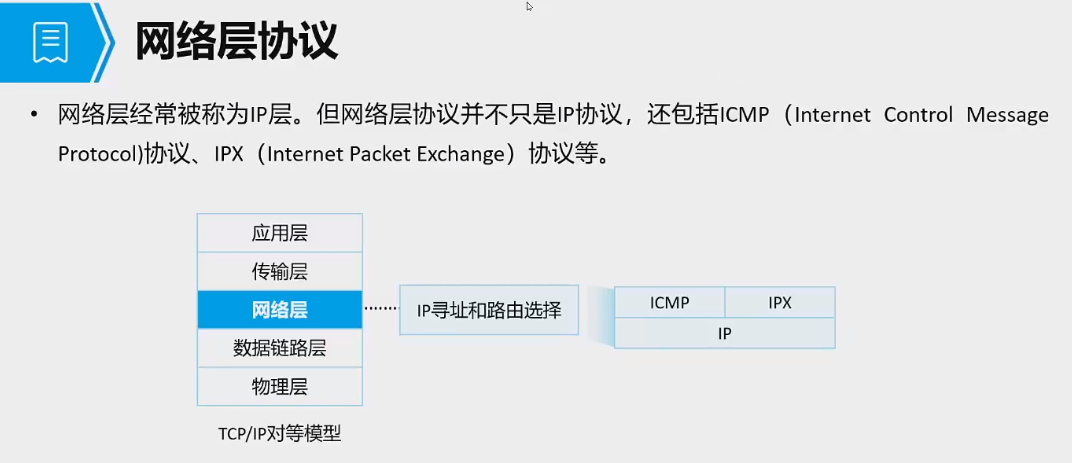 网络层协议
• 网络层经常被称为IP层。但网络层协议并不只是IP协议，还包括ICMP（Internet Control Message
Protocol)协议、IPX（Internet Packet Exchange）协议等。
应用层
传输层
网络层
数据链路层
物理层
TCP/IP对等模型
IP寻址和路由选择
ICMP
IPX
IP